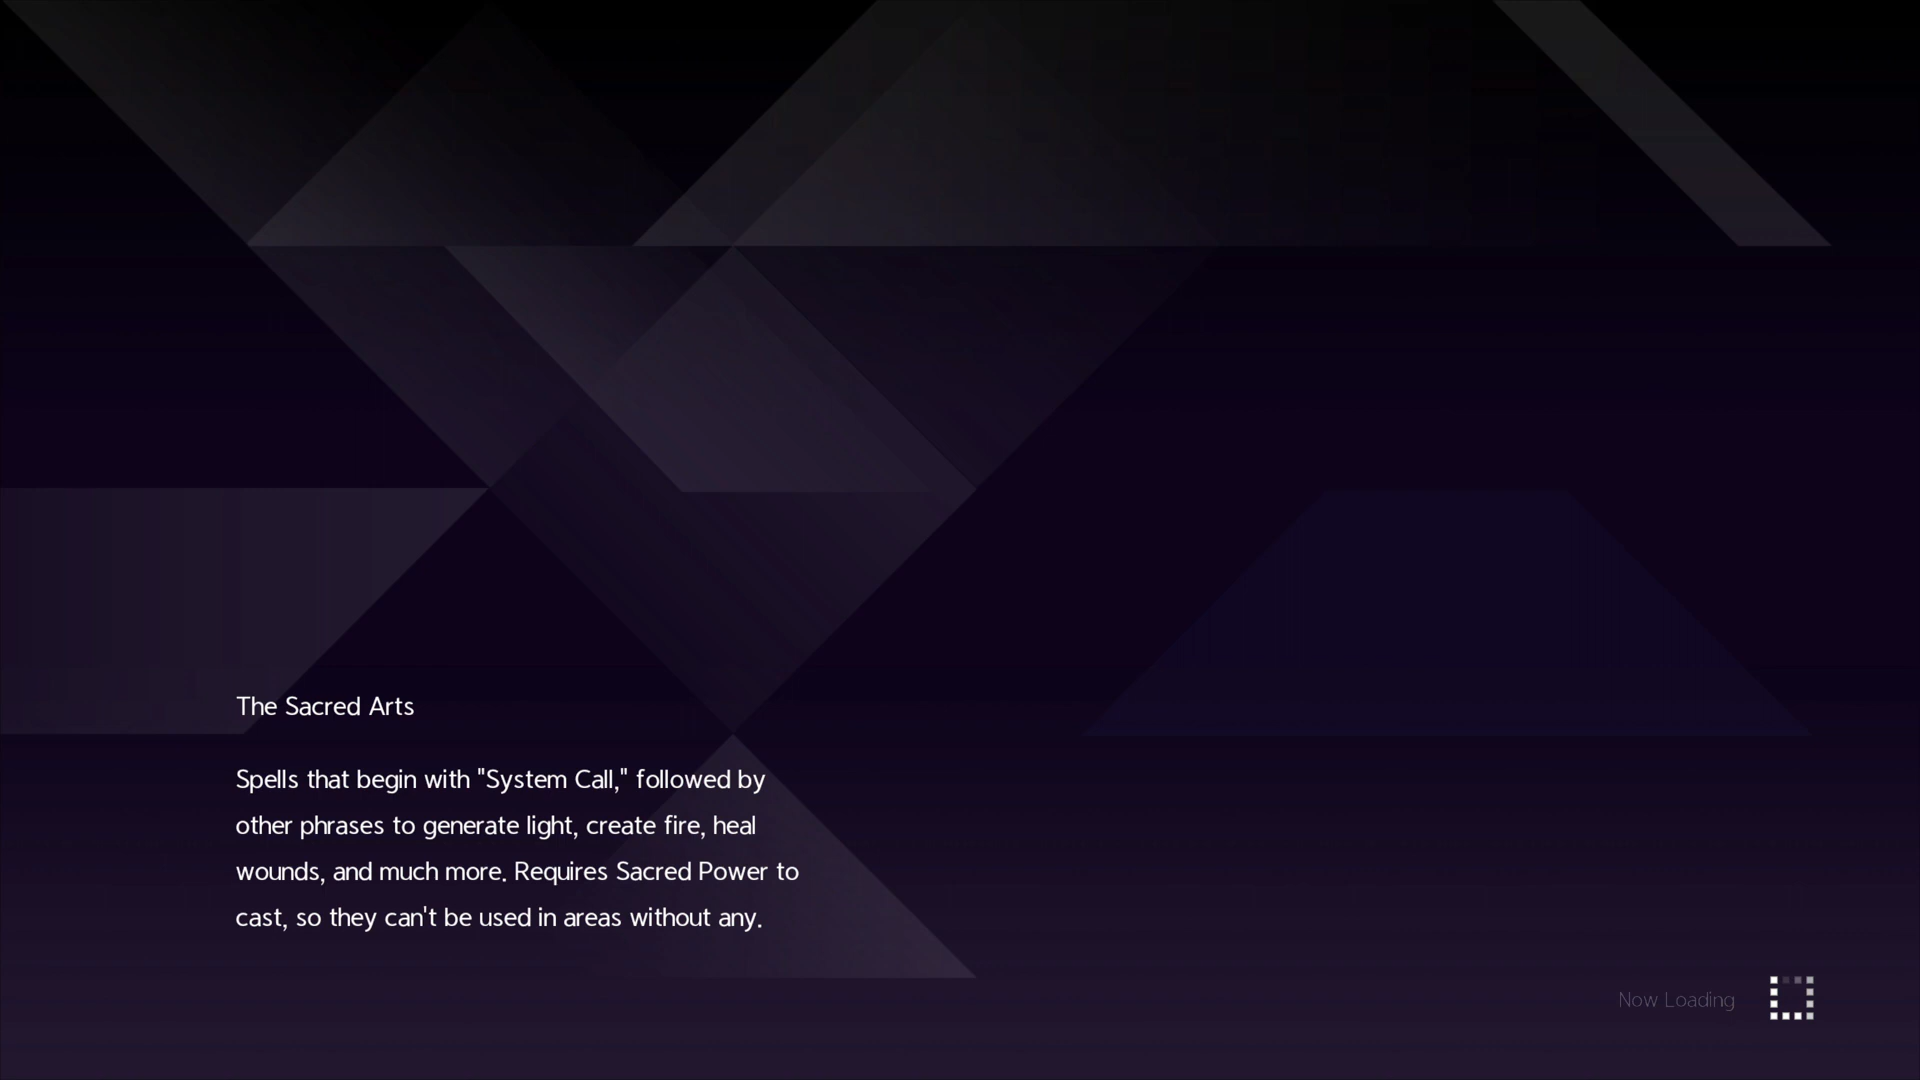 The Sacred Arts
Spells that begin with "System Call," followed by
other phrases to generate light, create fire, heal
wounds, and much more. Requires Sacred Power to
cast, so they can't be used in areas without any.
Now Loading